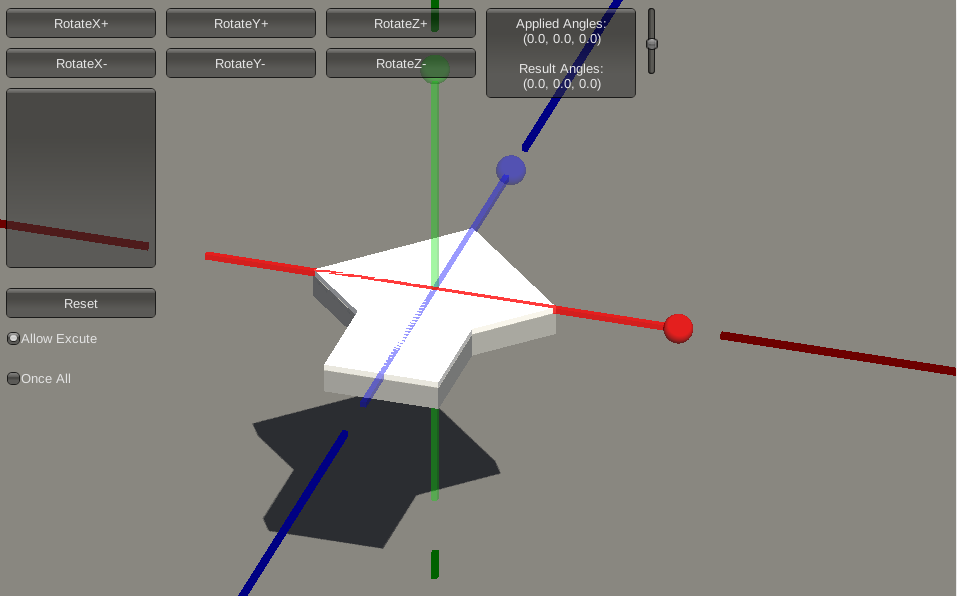 RotateX+
RotateY+
RotateZ+
Applied Angles:
(0.0, 0.0, 0.0)
RotateX-
RotateY-
RotateZ-
Result Angles:
(0.0, 0.0, 0.0)
Reset
Allow Excute
Once All